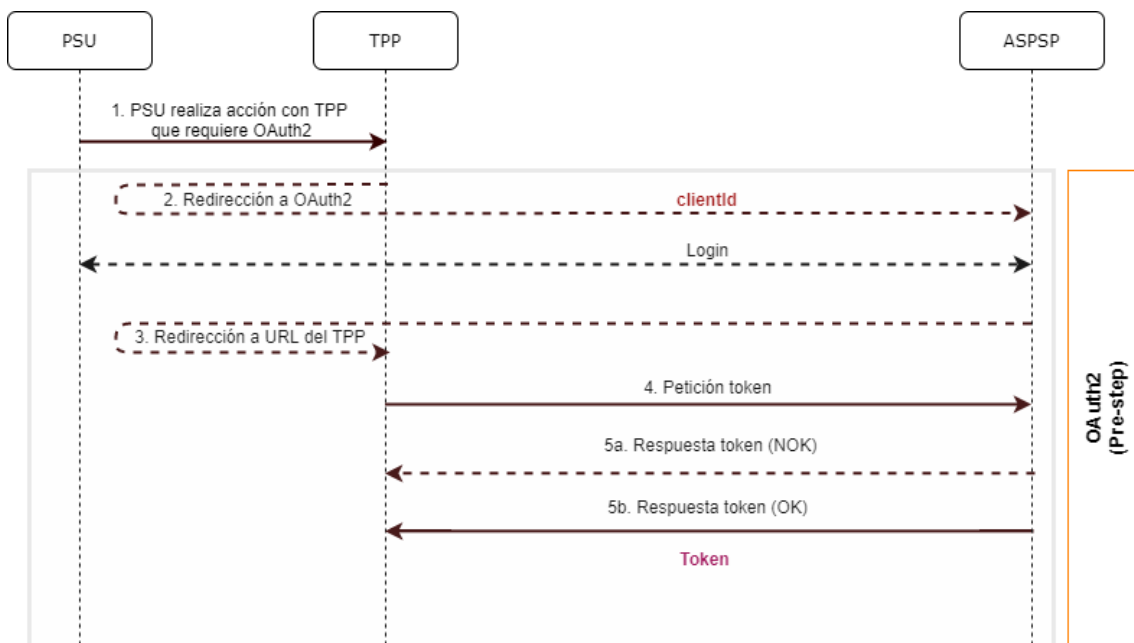 PSU
TPP
ASPSP
1. PSU realiza acción con TPP
que requiere OAuth2
2. Redirección a OAuth2
clientId
Login
3. Redirección a URL del TPP
4. Petición token
5a. Respuesta token (NOK)
5b. Respuesta token (OK)
Token
OAuth2
(Pre-step)